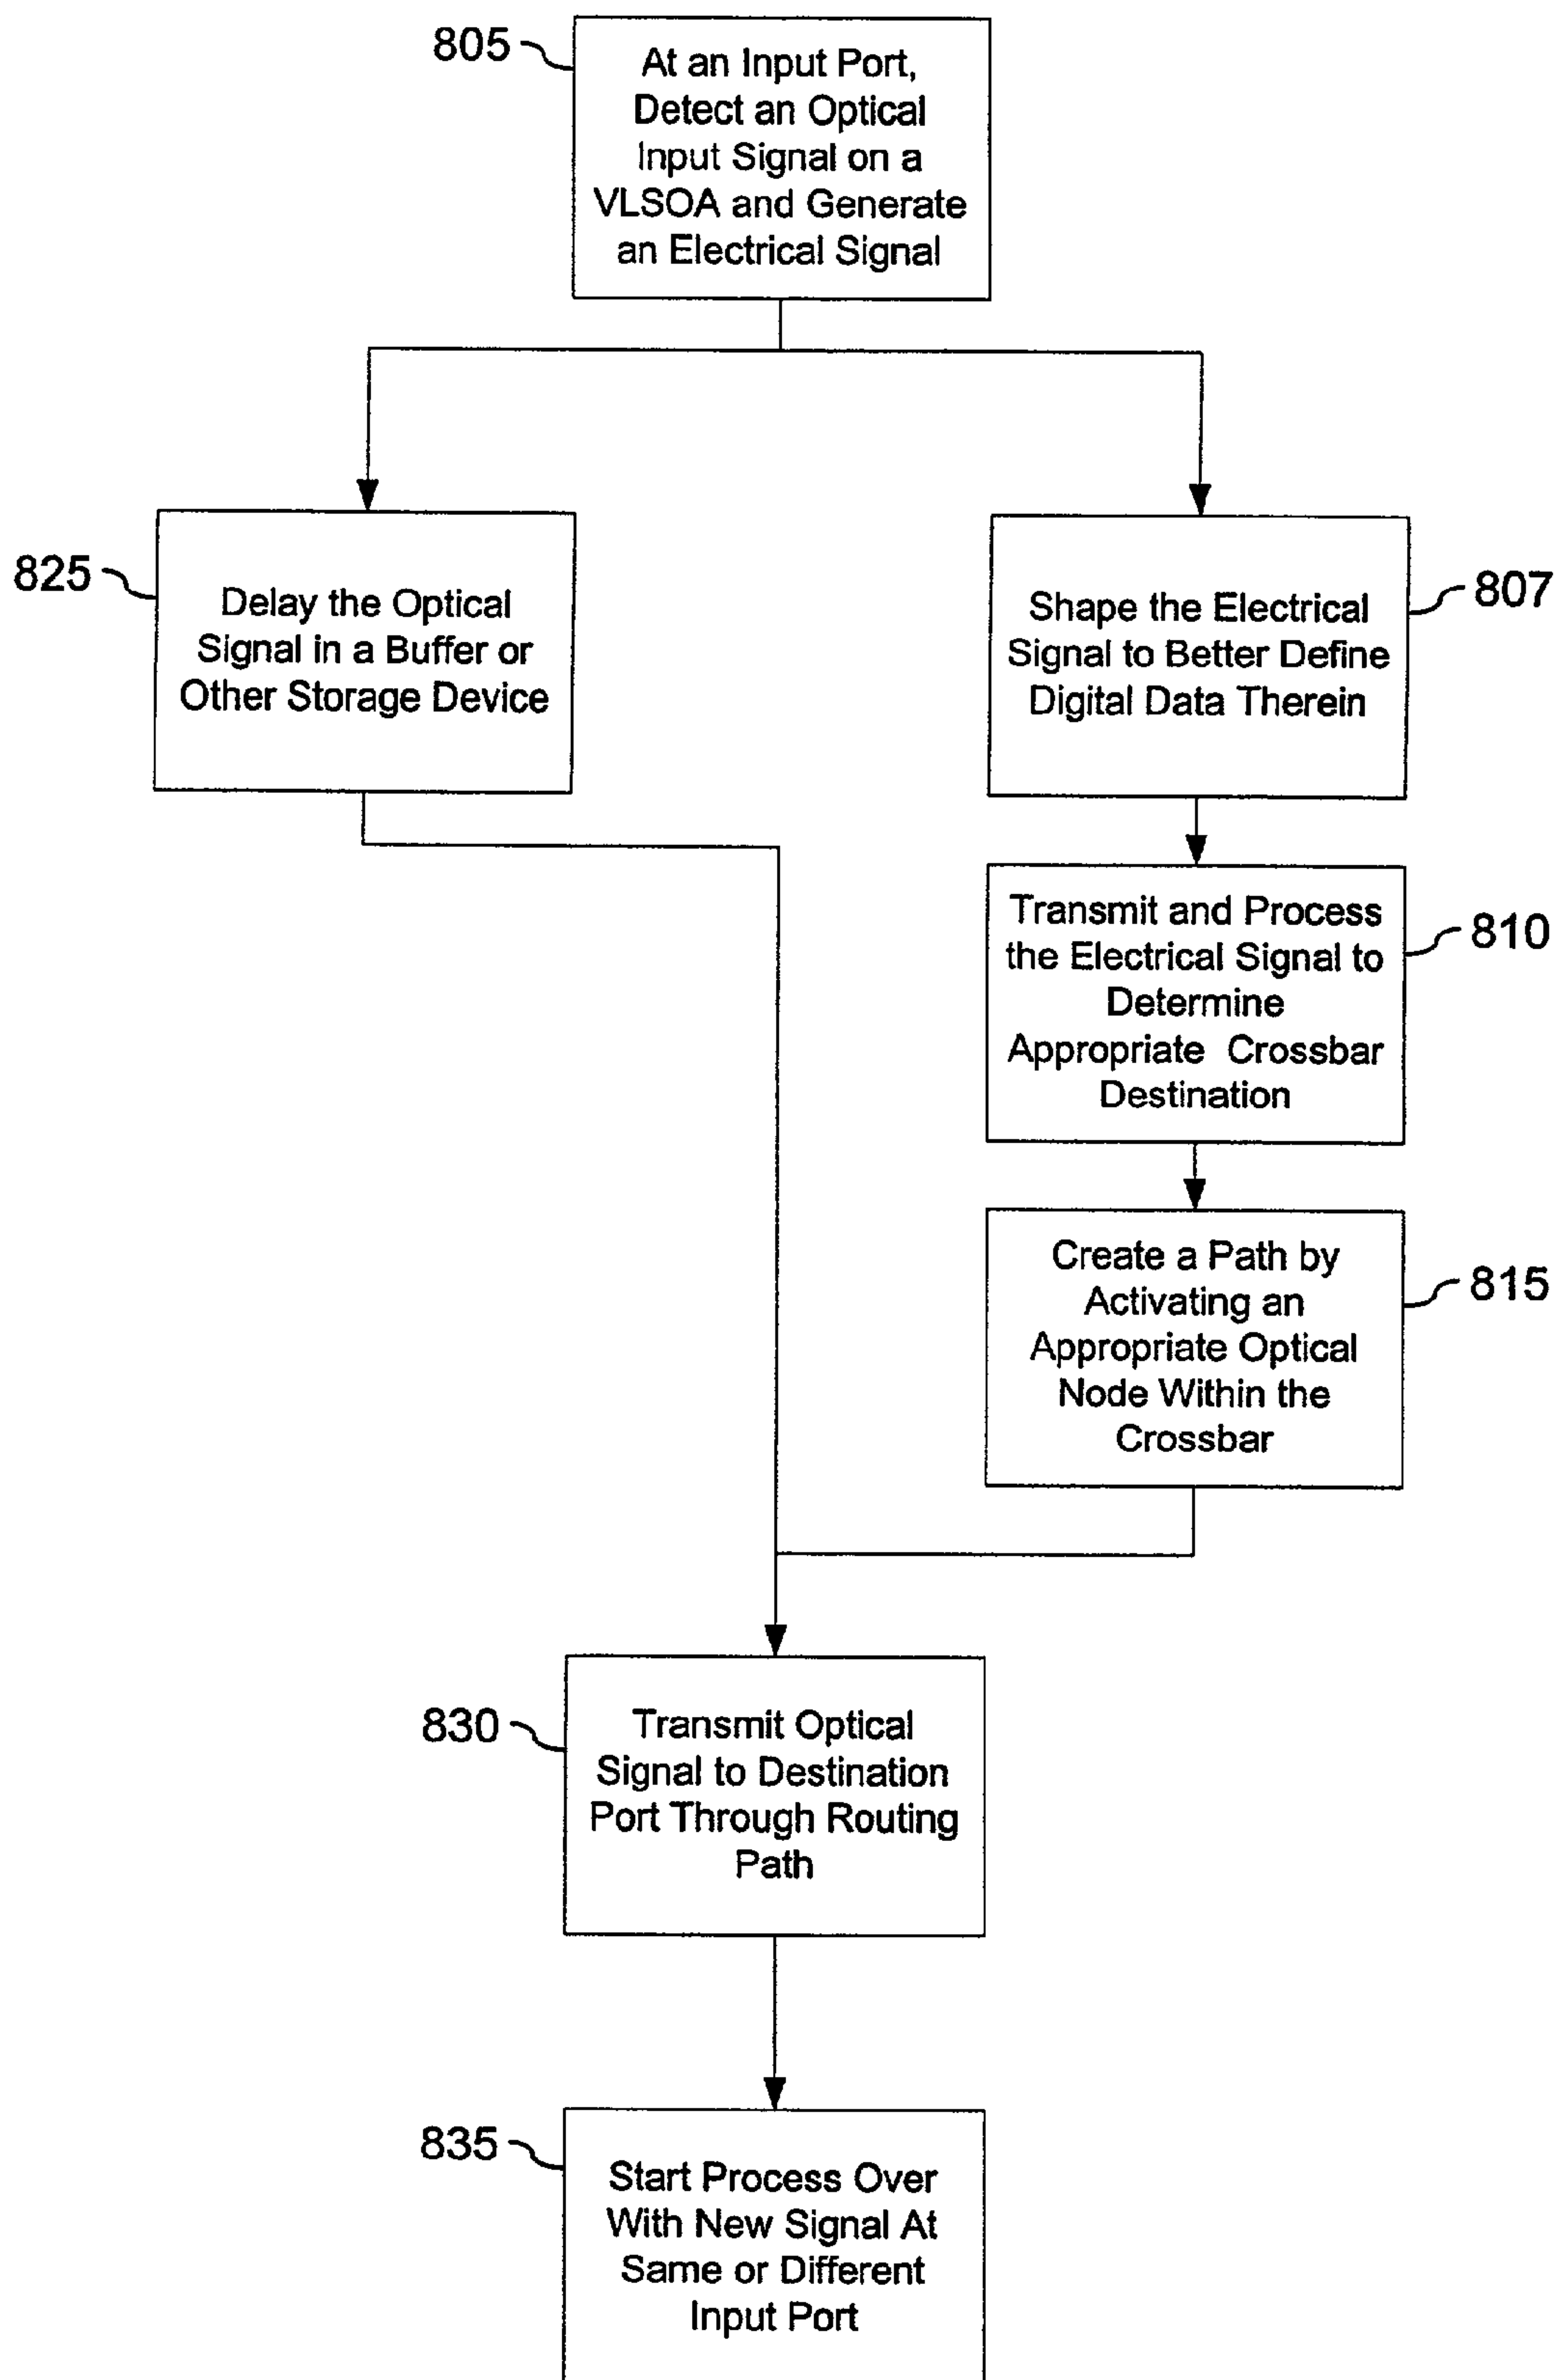 805
At an Input Port,
Detect an Optical
Input Signal on a
VLSOA and Generate
an Electrical Signal
825
Delay the Optical
Signal in a Buffer or
Other Storage Device
807
Shape the Electrical
Signal to Better Define
Digital Data Therein
810
Transmit and Process
the Electrical Signal to
Determine
Appropriate Crossbar
Destination
815
Create a Path by
Activating an
Appropriate Optical
Node Within the
Crossbar
830
Transmit Optical
Signal to Destination
Port Through Routing
Path
835
Start Process Over
With New Signal At
Same or Different
Input Port